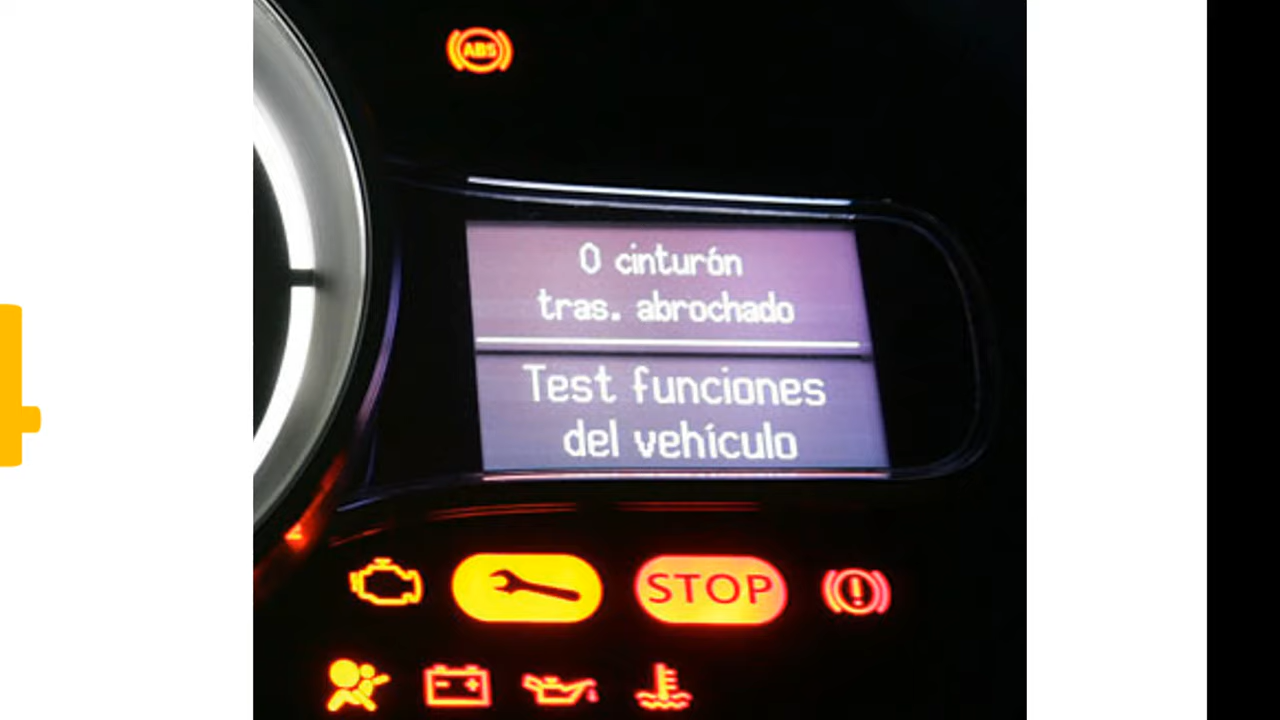 ABS
0 cinturón
tras. abrochado
Test funciones
del vehículo
STOP